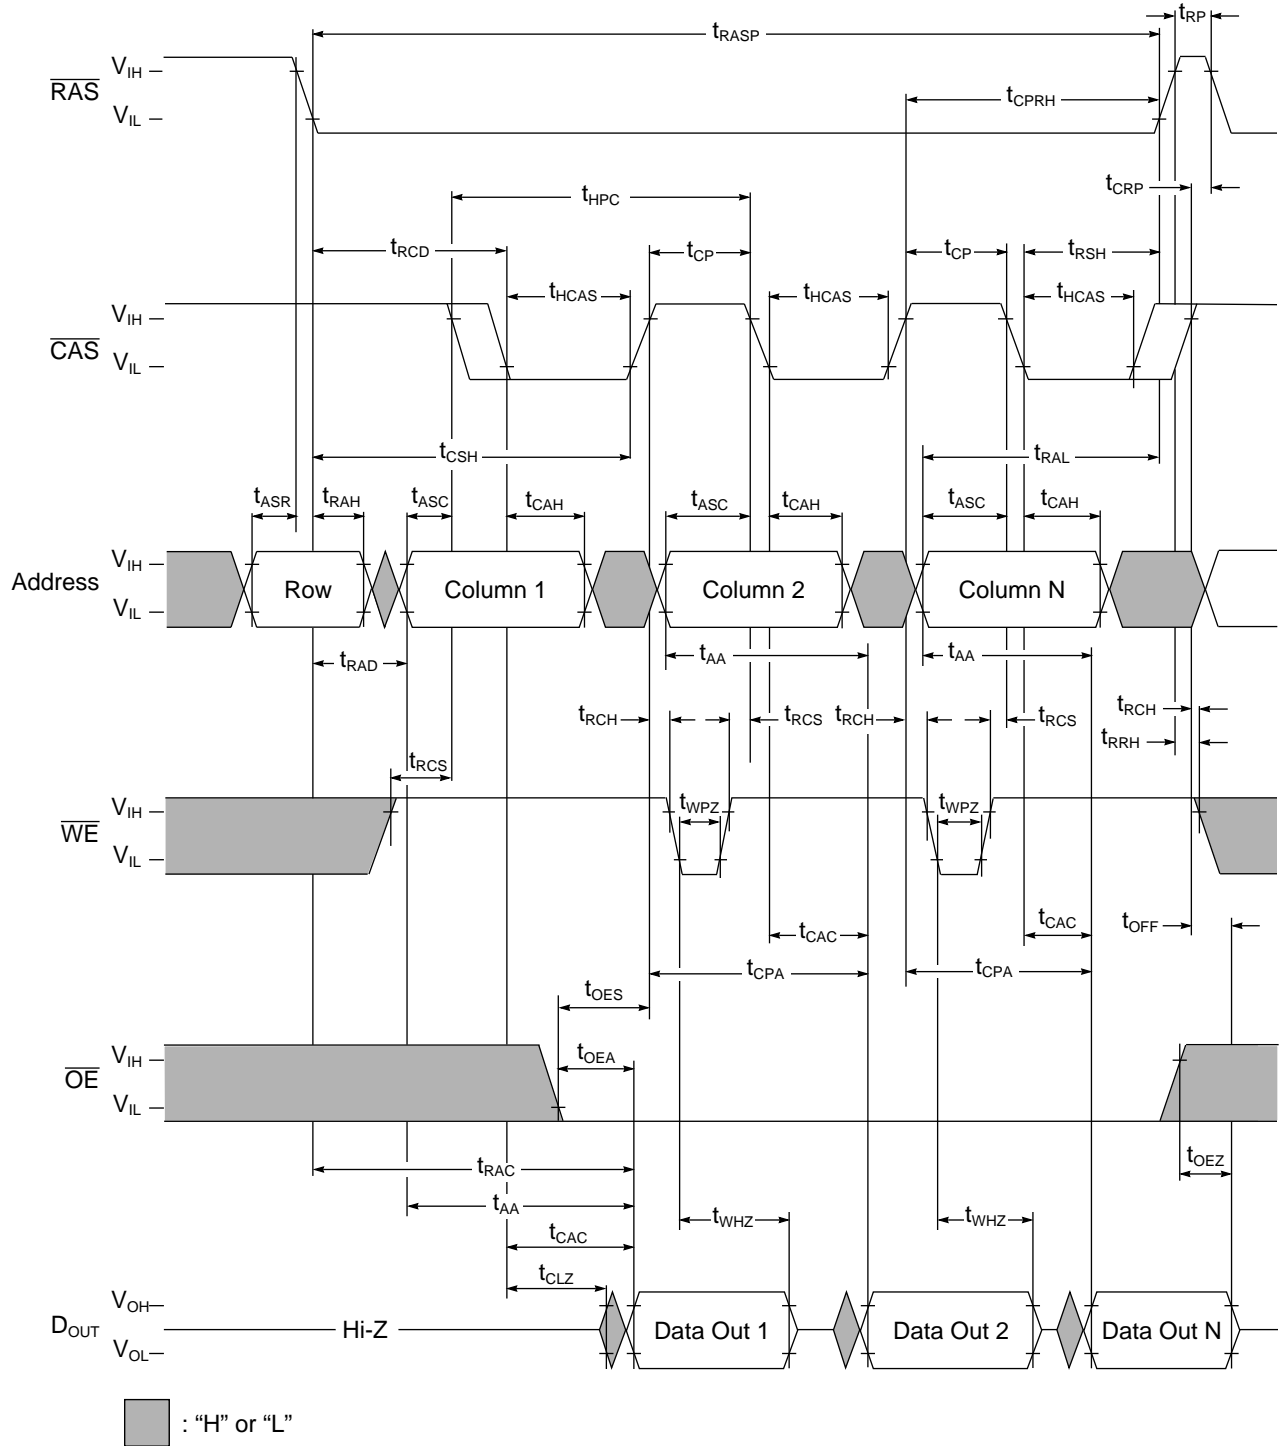 tRP
tRASP
VIH
RAS
tCPRH
VIL
tCRP
tHPC
tRCD tCP tCP tRSH
tHCAS tHCAS tHCAS
VIH
CAS
VIL
tCSH tRAL
tASR tRAH tASC tCAH tASC tCAH tASC tCAH
VIH
Address Row Column 1 Column 2 Column N
VIL
tRAD tAA tAA
tRCH tRCS tRCH tRCS tRCH
tRRH
tRCS
VIH
WE tWPZ tWPZ
VIL
tCAC tCAC tOFF
tCPA tCPA
tOES
VIH tOEA
OE
VIL
tRAC tOEZ
tAA tWHZ tWHZ
tCAC
tCLZ
VOH
DOUT Hi-Z Data Out 1 Data Out 2 Data Out N
VOL
: “H” or “L”